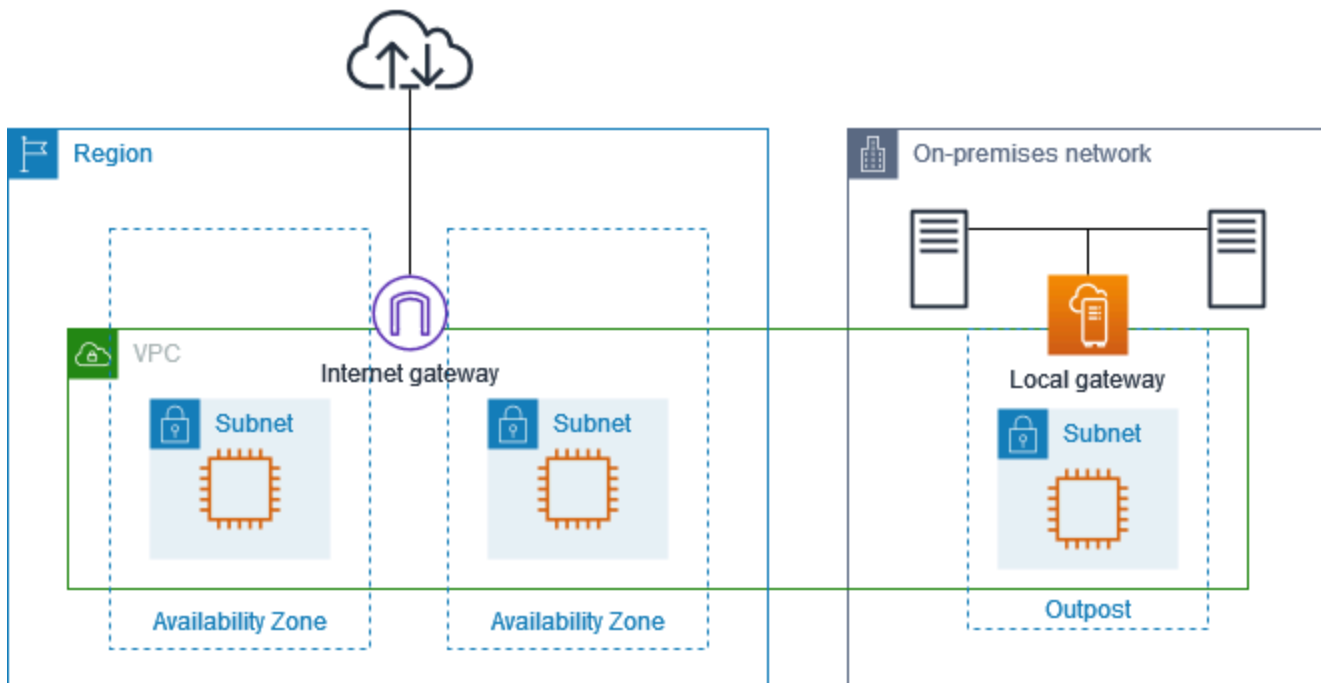 Region
On-premises network
VPC
Internet gateway
Local gateway
Subnet
Subnet
Subnet
Availability Zone
Availability Zone
Outpost